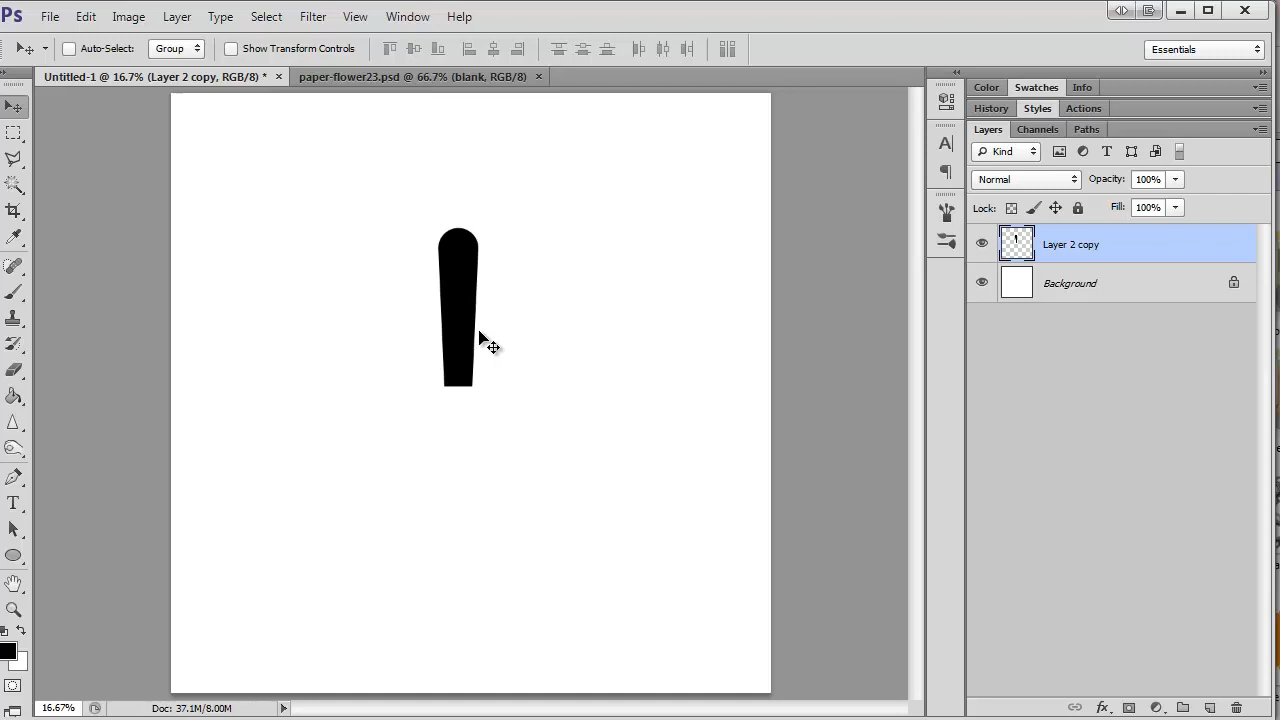 Ps File Edit Image Layer Type Select Filter View Window Help
Auto-Select: Group Show Transform Controls Essentials
Untitled-1 @ 16.7% (Layer 2 copy, RGB/8) * × paper-flower23.psd @ 66.7% (blank, RGB/8) ×
Color Swatches Info
History Styles Actions
Layers Channels Paths
Kind
Normal Opacity: 100%
Lock: Fill: 100%
Layer 2 copy
Background
16.67% Doc: 37.1M/8.00M